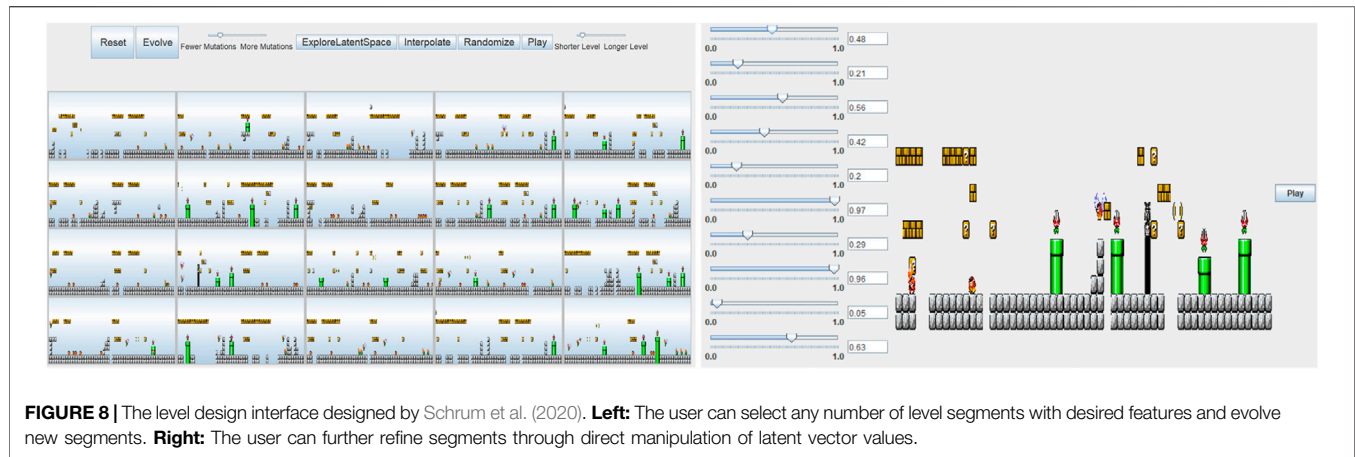 Reset
Evolve
Fewer Mutations More Mutations
ExploreLatentSpace
Interpolate
Randomize
Play
Shorter Level Longer Level
0.48
0.0 1.0
0.21
0.0 1.0
0.56
0.0 1.0
0.42
0.0 1.0
0.2
0.0 1.0
0.97
0.0 1.0
0.29
0.0 1.0
0.96
0.0 1.0
0.05
0.0 1.0
0.63
0.0 1.0
Play
FIGURE 8 | The level design interface designed by Schrum et al. (2020). Left: The user can select any number of level segments with desired features and evolve
new segments. Right: The user can further refine segments through direct manipulation of latent vector values.